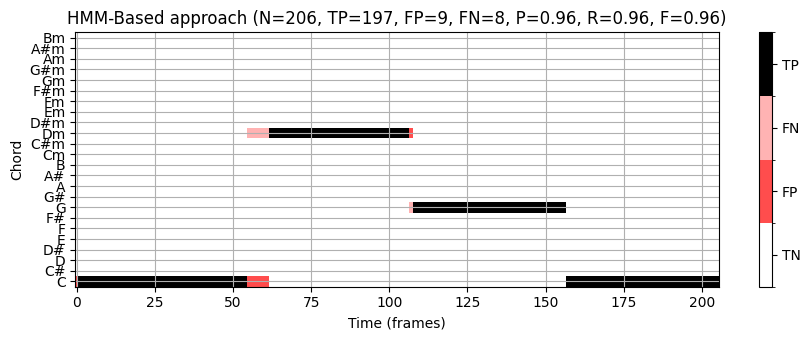 HMM-Based approach (N=206, TP=197, FP=9, FN=8, P=0.96, R=0.96, F=0.96)
Chord
Bm
A#m
Am
G#m
Gm
F#m
Fm
Em
D#m
Dm
C#m
Cm
B
A#
A
G#
G
F#
F
E
D#
D
C#
C
0 25 50 75 100 125 150 175 200
Time (frames)
TP
FN
FP
TN